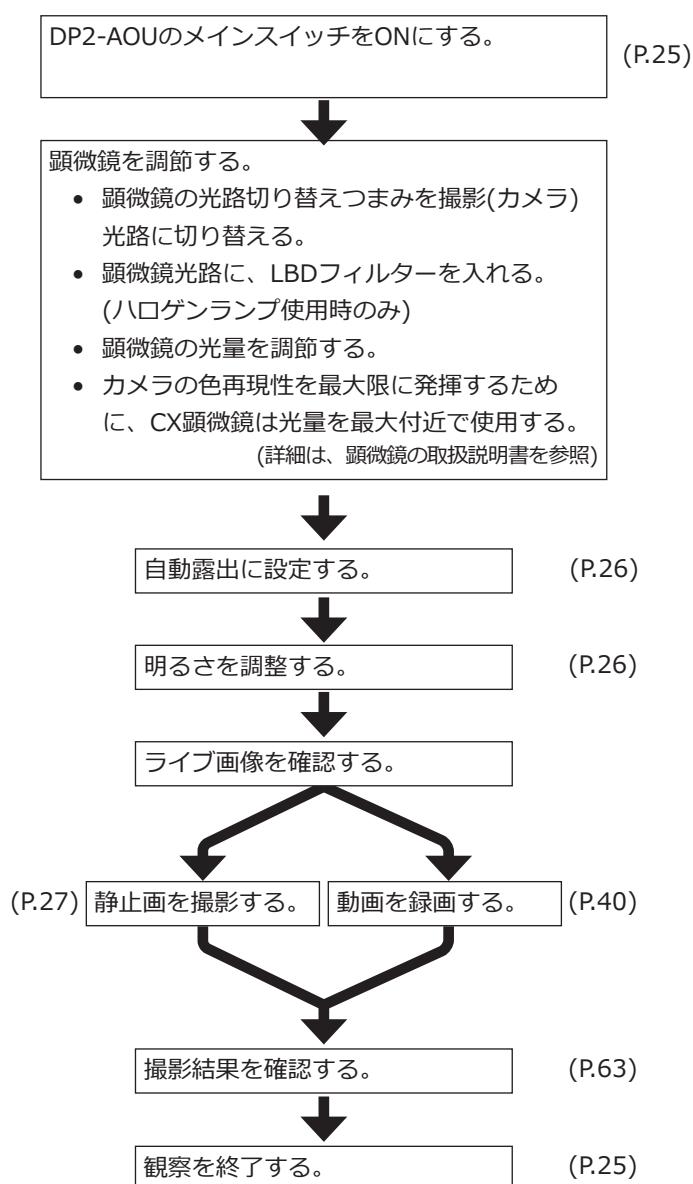 DP2-AOUのメインスイッチをONにする。
(P.25)
顕微鏡を調節する。
• 顕微鏡の光路切り替えつまみを撮影(カメラ)
光路に切り替える。
• 顕微鏡光路に、LBDフィルターを入れる。
(ハロゲンランプ使用時のみ)
• 顕微鏡の光量を調節する。
• カメラの色再現性を最大限に発揮するため
に、CX顕微鏡は光量を最大付近で使用する。
(詳細は、顕微鏡の取扱説明書を参照)
自動露出に設定する。
(P.26)
明るさを調整する。
(P.26)
ライブ画像を確認する。
(P.27)
静止画を撮影する。
動画を録画する。
(P.40)
撮影結果を確認する。
(P.63)
観察を終了する。
(P.25)